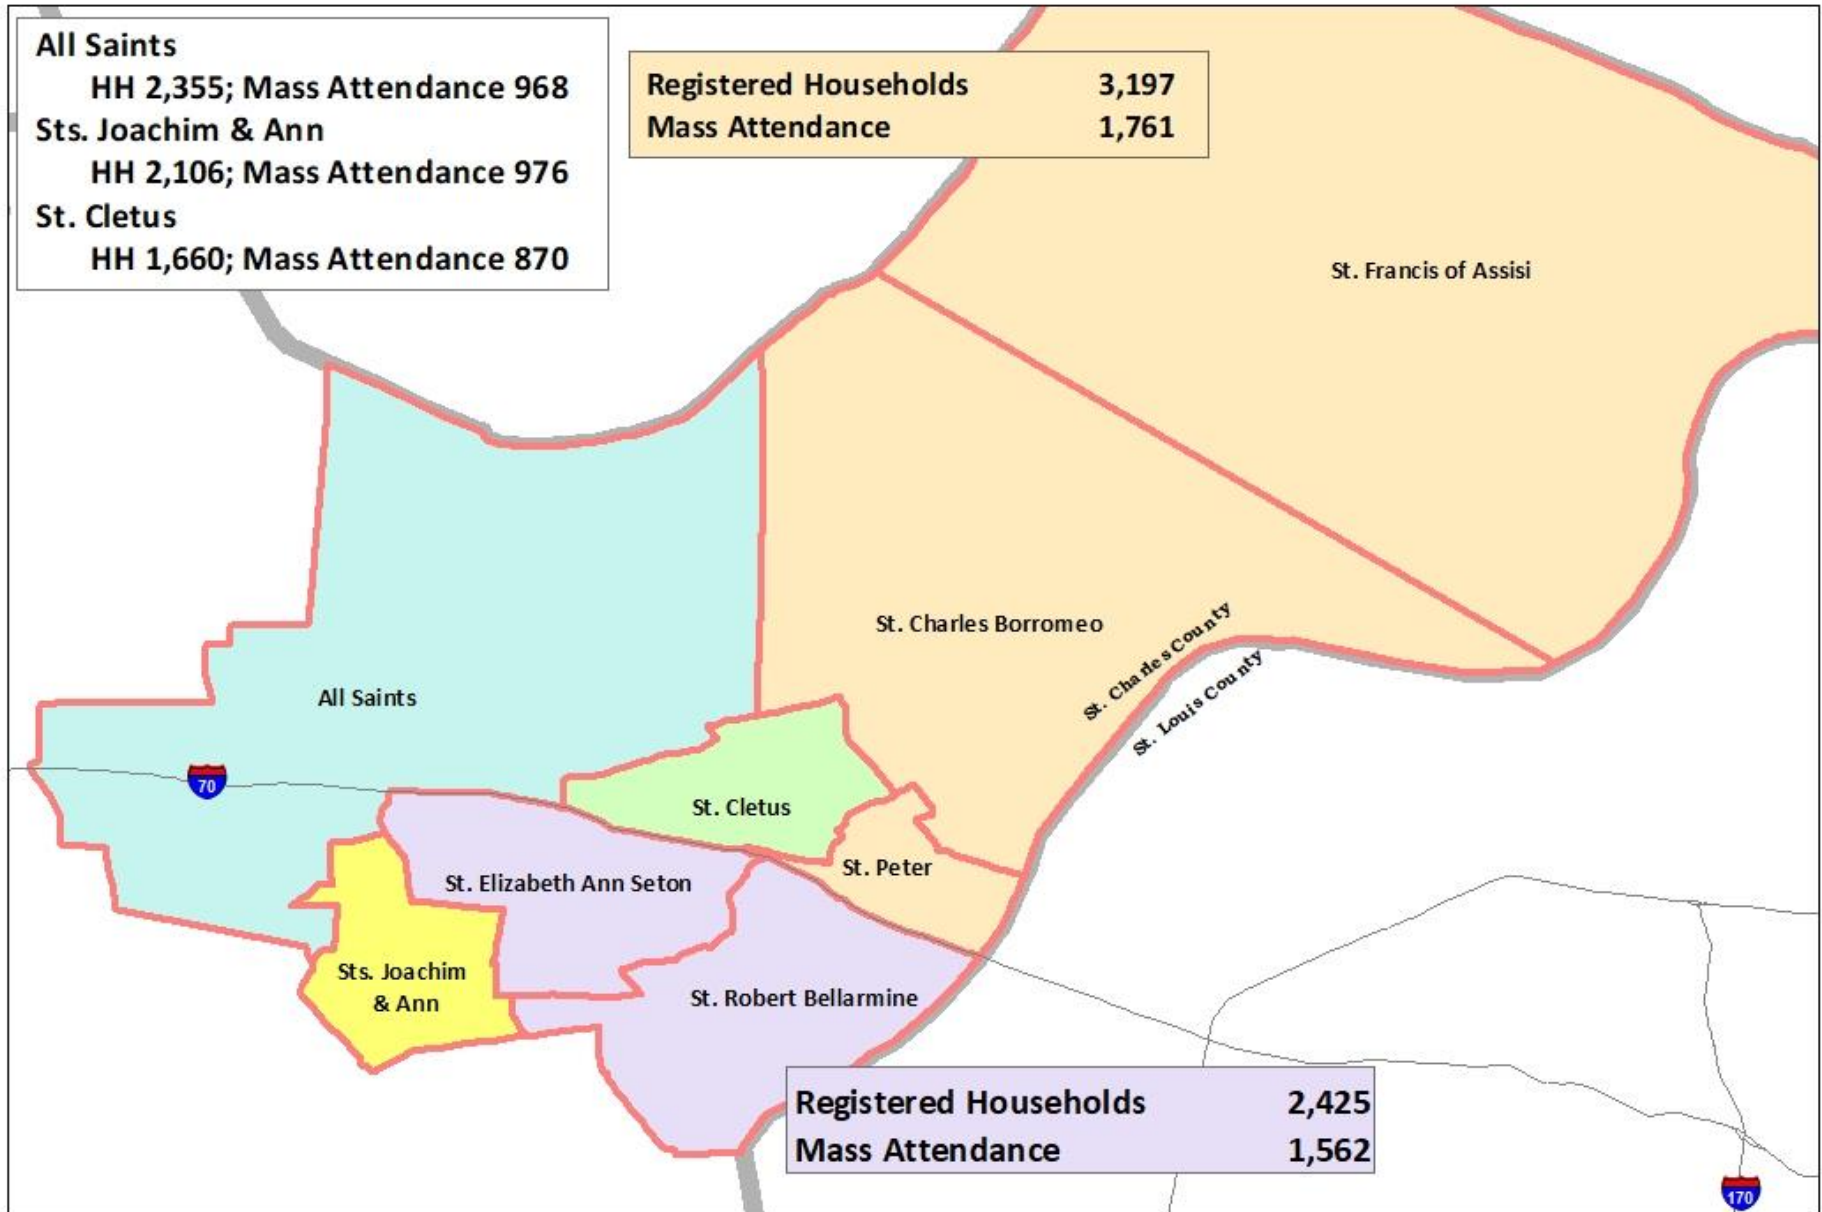 All Saints
HH 2,355; Mass Attendance 968
Sts. Joachim & Ann
HH 2,106; Mass Attendance 976
St. Cletus
HH 1,660; Mass Attendance 870
Registered Households 3,197
Mass Attendance 1,761
St. Francis of Assisi
St. Charles Borromeo
St. Charles County
St. Louis County
All Saints
70
St. Cletus
St. Peter
St. Elizabeth Ann Seton
Sts. Joachim
& Ann
St. Robert Bellarmine
Registered Households 2,425
Mass Attendance 1,562
170